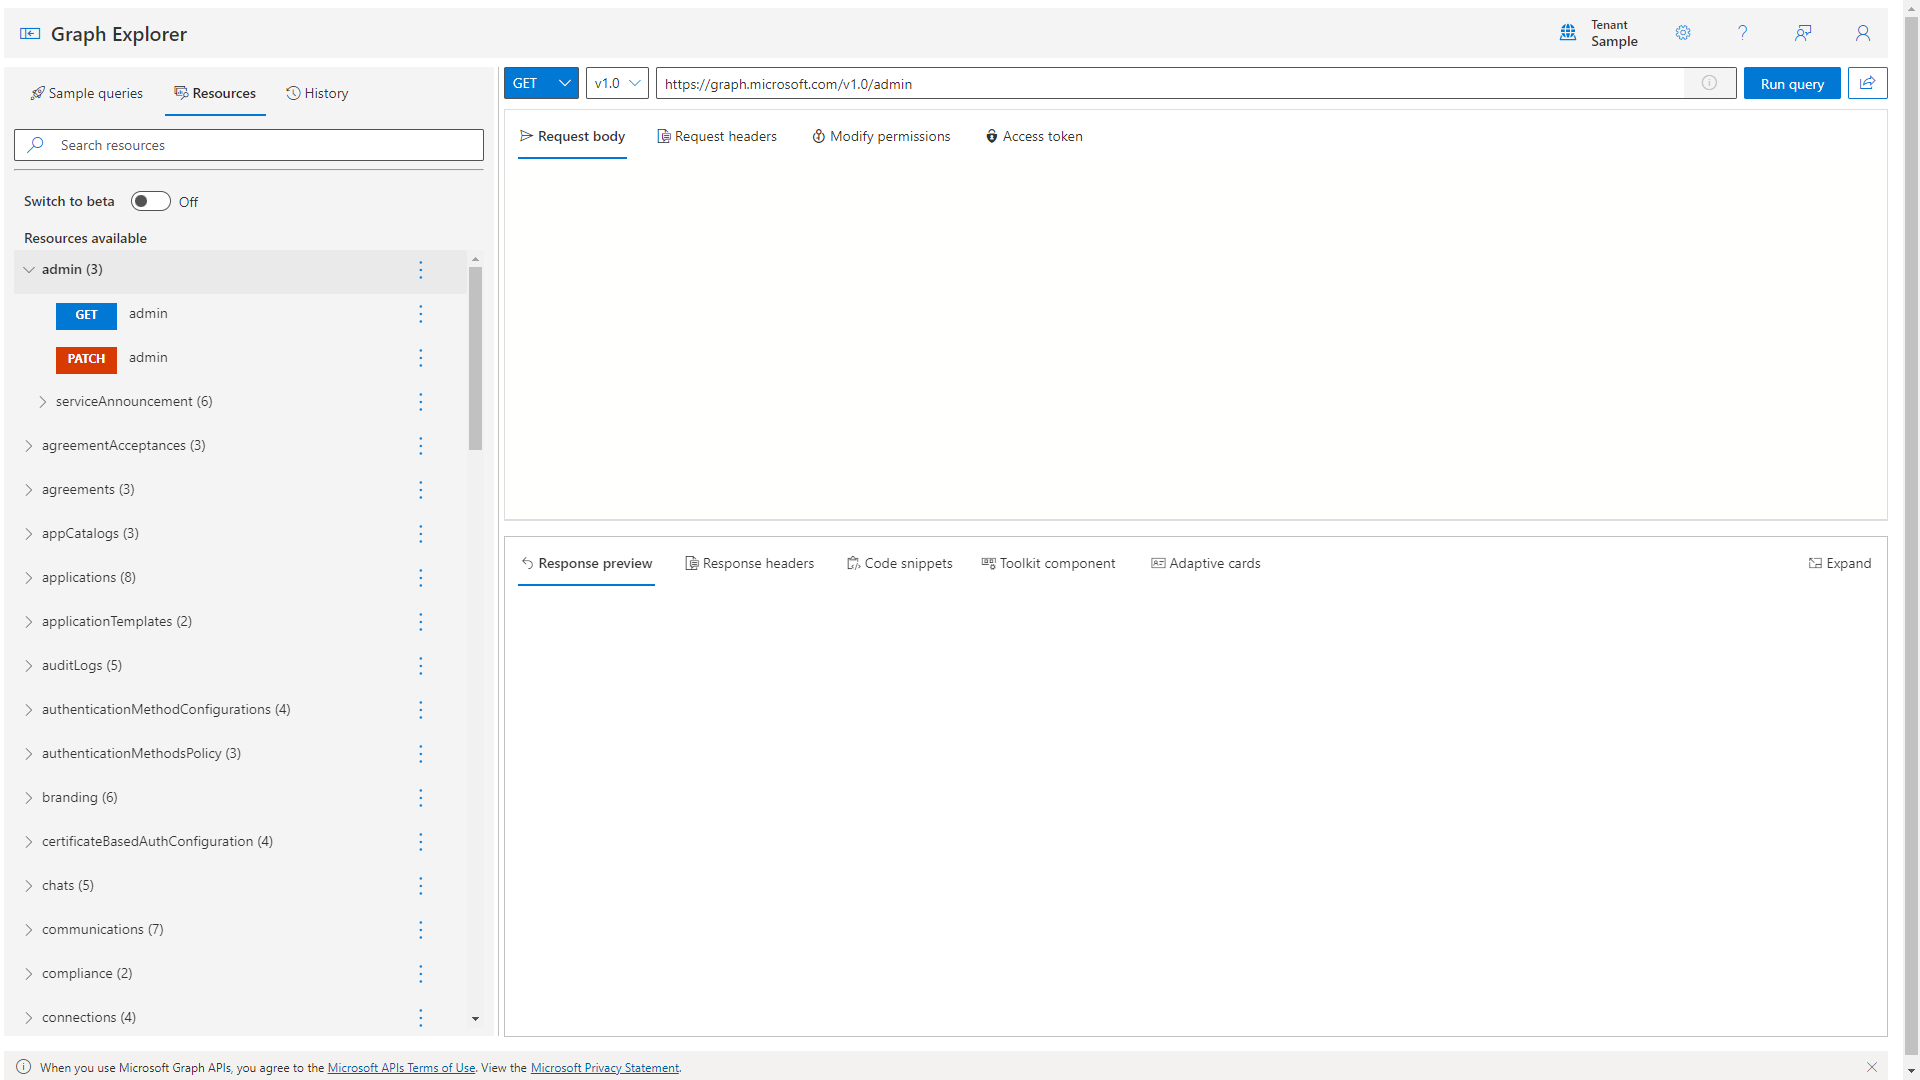 Graph Explorer
Tenant
Sample
Sample queries
Resources
History
Search resources
Switch to beta
Off
Resources available
admin (3)
GET admin
PATCH admin
serviceAnnouncement (6)
agreementAcceptances (3)
agreements (3)
appCatalogs (3)
applications (8)
applicationTemplates (2)
auditLogs (5)
authenticationMethodConfigurations (4)
authenticationMethodsPolicy (3)
branding (6)
certificateBasedAuthConfiguration (4)
chats (5)
communications (7)
compliance (2)
connections (4)
GET
v1.0
https://graph.microsoft.com/v1.0/admin
Run query
Request body
Request headers
Modify permissions
Access token
Response preview
Response headers
Code snippets
Toolkit component
Adaptive cards
Expand
When you use Microsoft Graph APIs, you agree to the Microsoft APIs Terms of Use. View the Microsoft Privacy Statement.